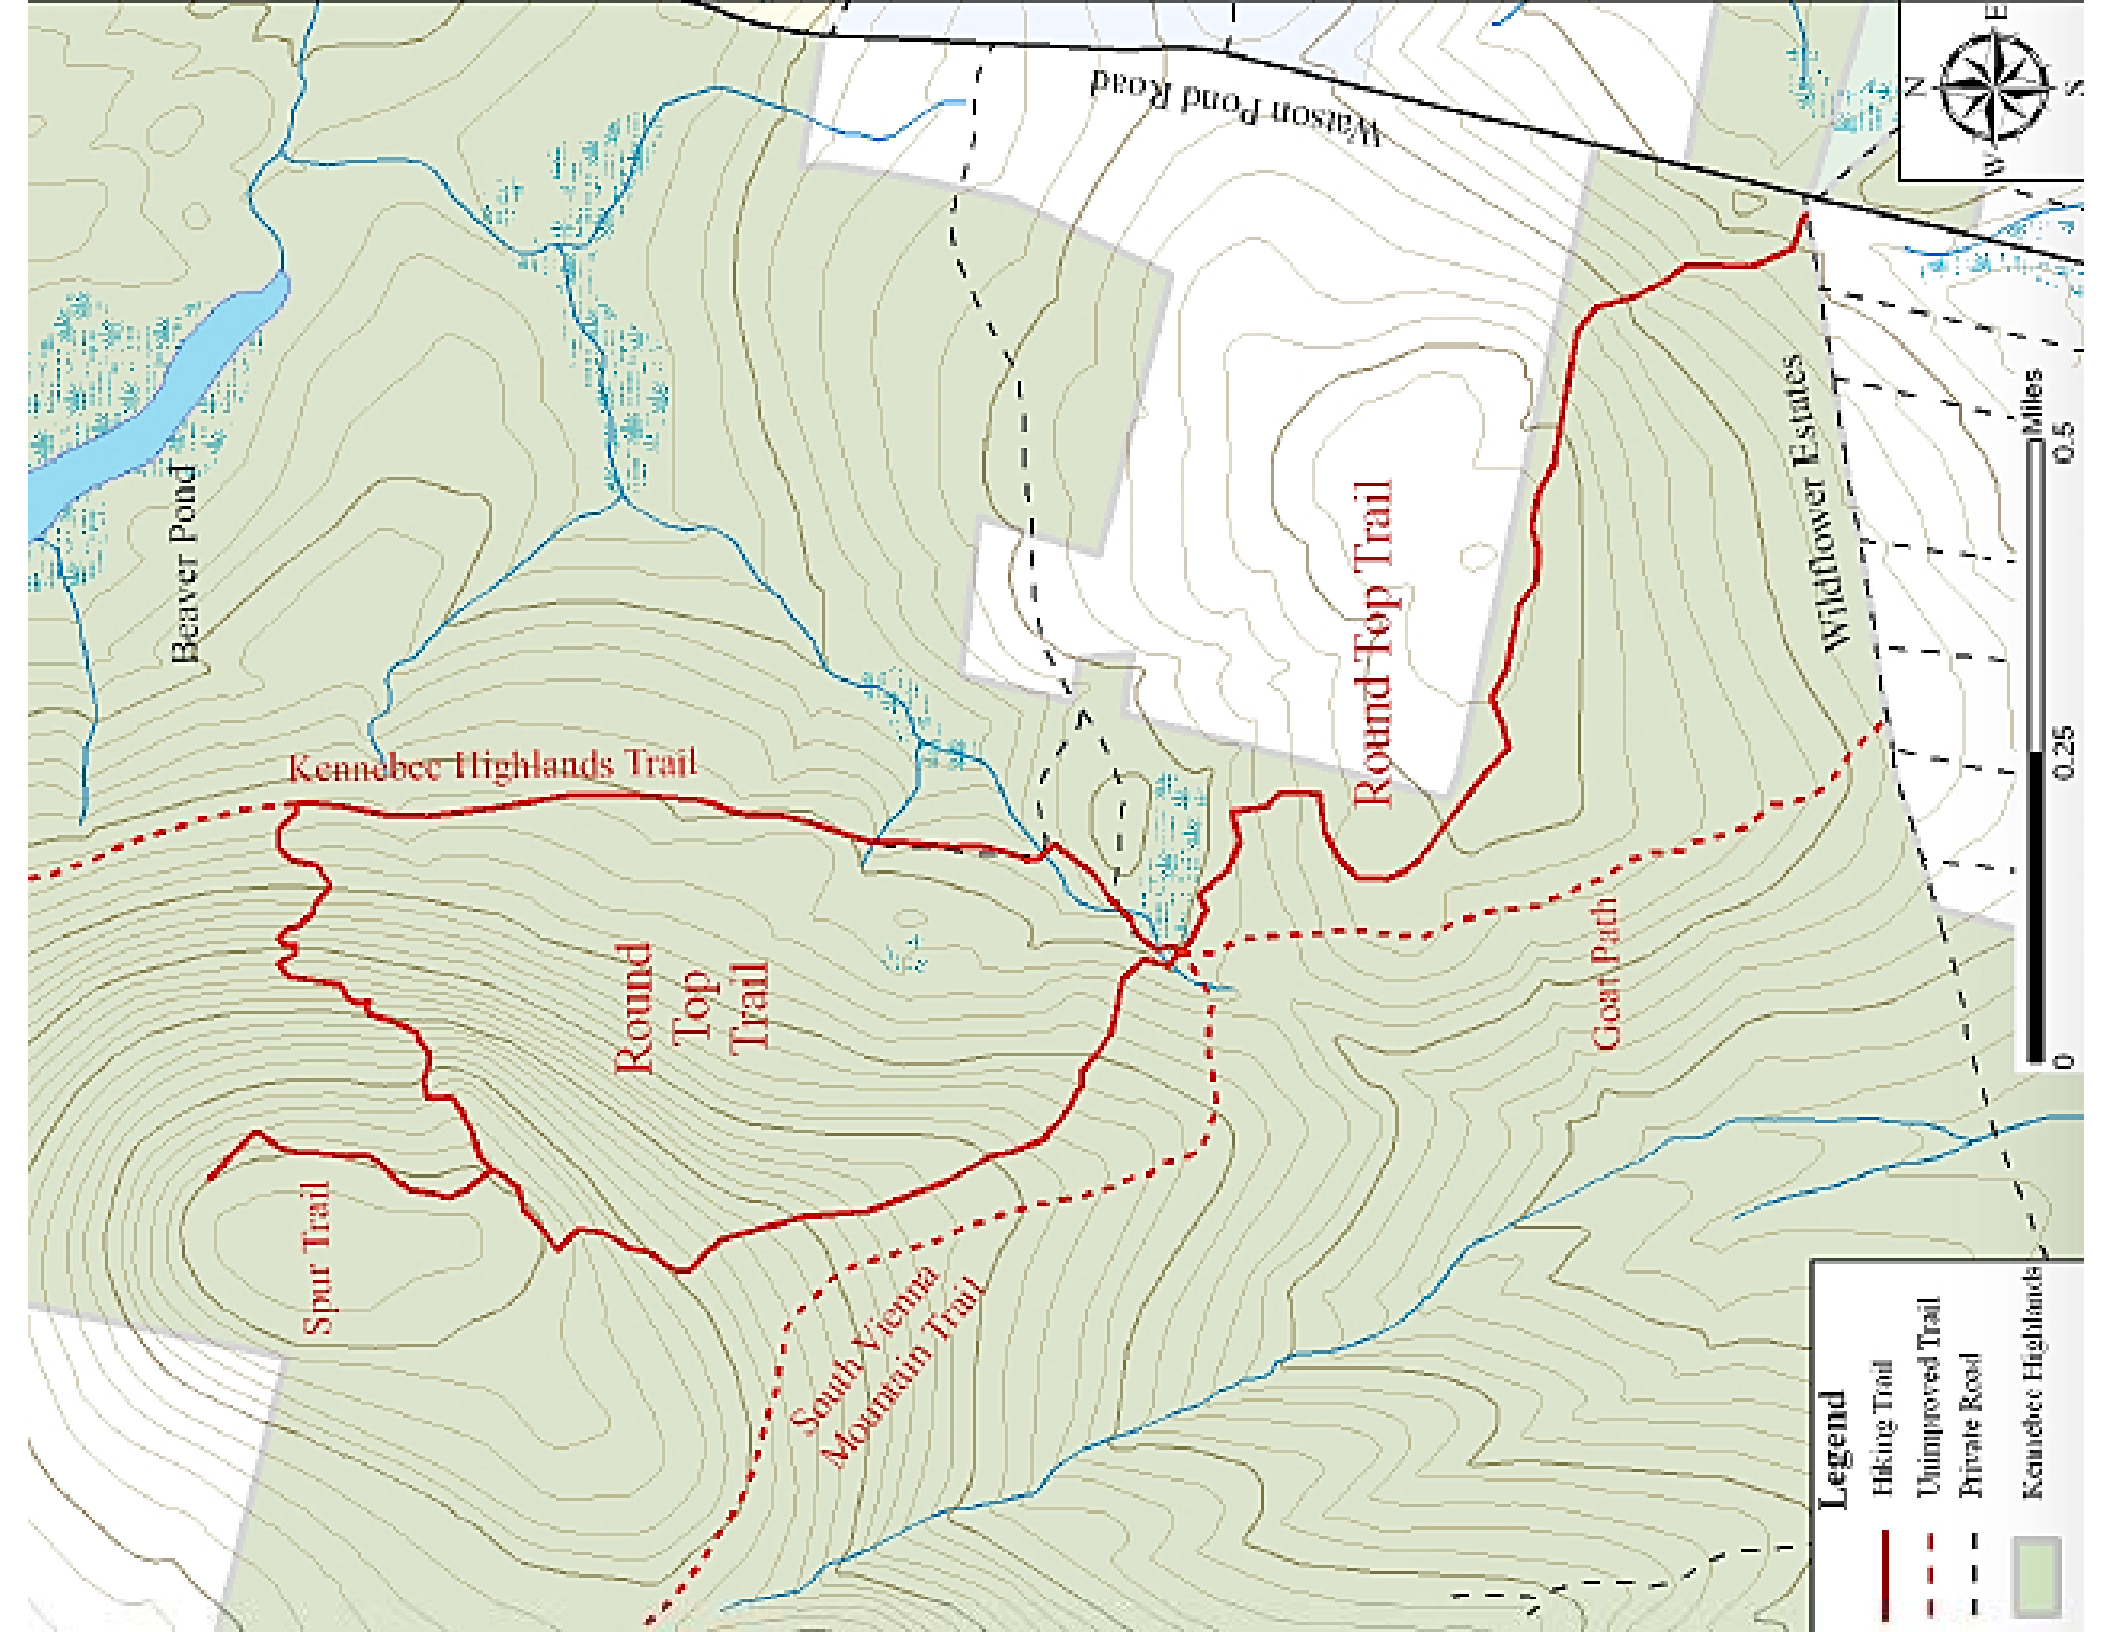 Watson Pond Road
N
E
S
W
Beaver Pond
Wildflower Estates
Kennebec Highlands Trail
Round Top Trail
Round
Top
Trail
Goat Path
Spur Trail
South Vienna
Mountain Trail
0
0.25
0.5
Miles
Legend
Hiking Trail
Unimproved Trail
Private Road
Kennebec Highlands